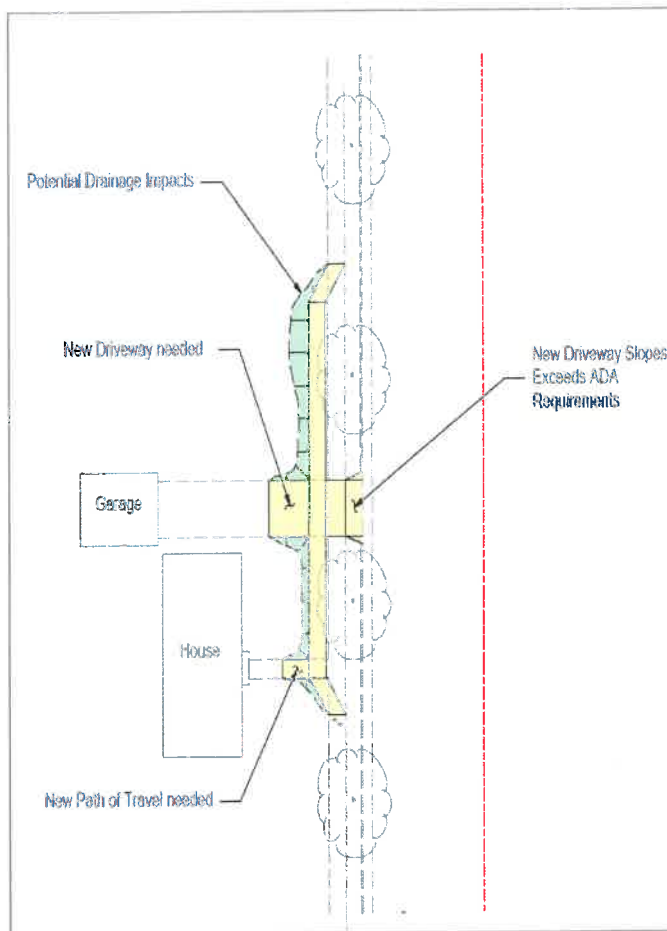 Potential Drainage Impacts
New Driveway needed
New Driveway Slopes
Exceeds ADA
Requirements
Garage
House
New Path of Travel needed